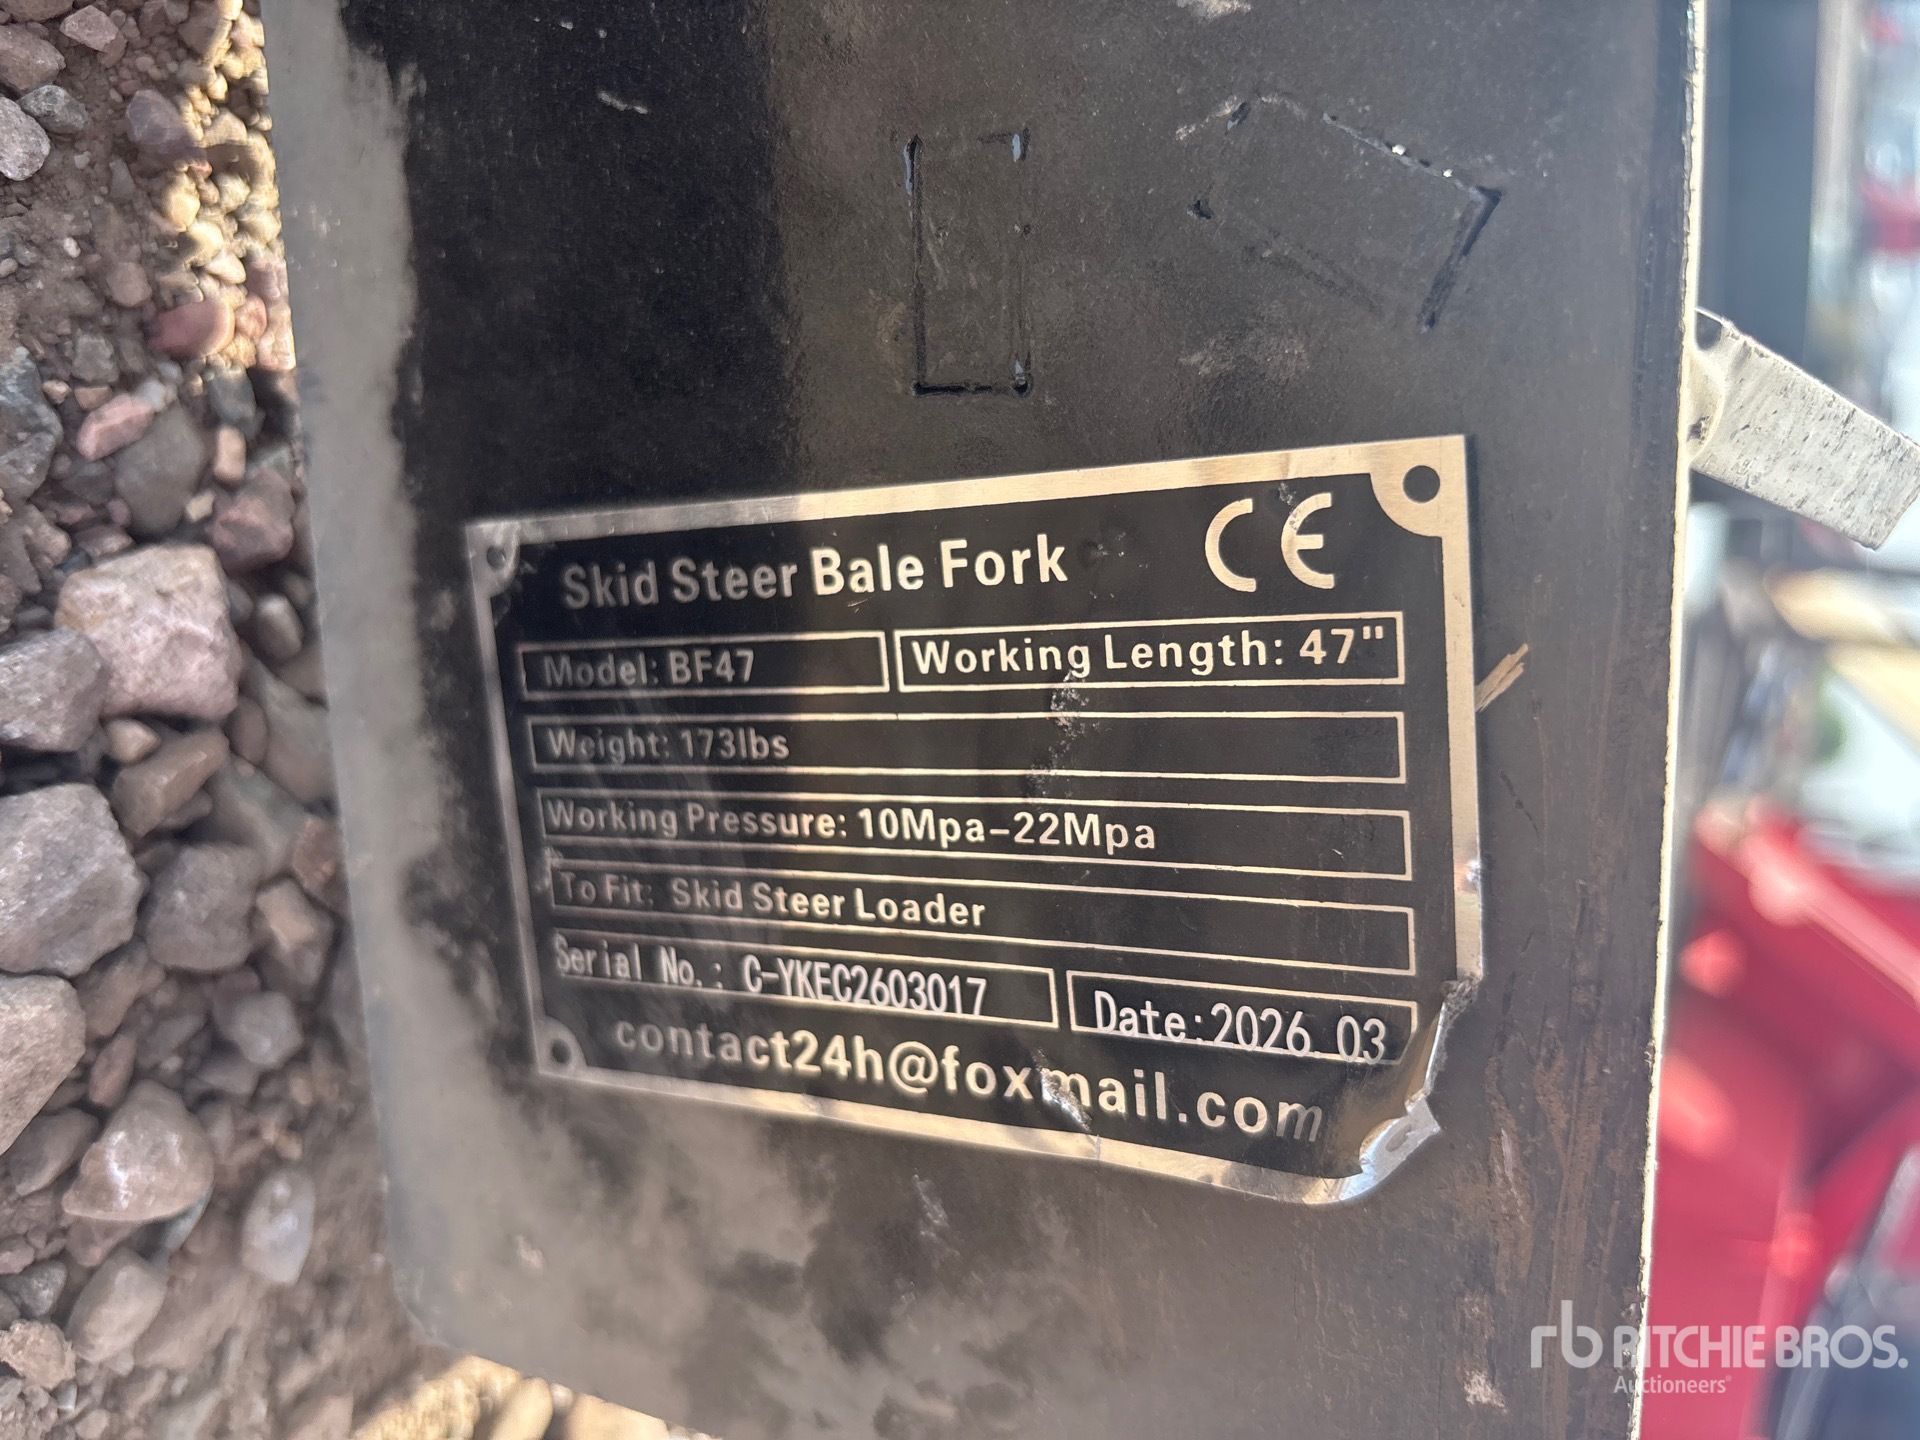 Skid Steer Bale Fork CE
Model: BF47 Working Length: 47"
Weight: 173lbs
Working Pressure: 10Mpa-22Mpa
To Fit: Skid Steer Loader
Serial No.: C-YKEC2603017 Date:2026.03
contact24h@foxmail.com
rb RITCHIE BROS.
Auctioneers